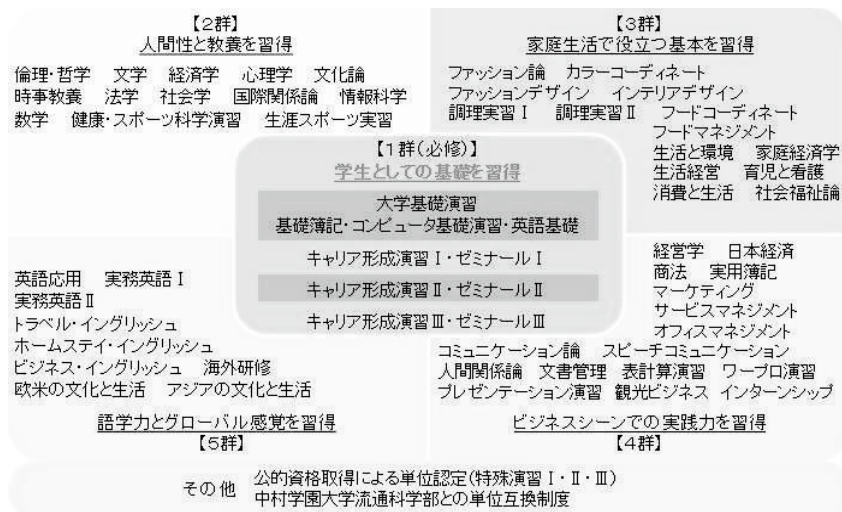 【2群】
人間性と教養を習得
倫理・哲学 文学 経済学 心理学 文化論
時事教養 法学 社会学 国際関係論 情報科学
数学 健康・スポーツ科学演習 生涯スポーツ実習
【3群】
家庭生活で役立つ基本を習得
ファッション論 カラーコーディネート
ファッションデザイン インテリアデザイン
調理実習Ⅰ 調理実習Ⅱ フードコーディネート
フードマネジメント
生活と環境 家庭経済学
生活経営 育児と看護
消費と生活 社会福祉論
【1群(必修)】
学生としての基礎を習得
大学基礎演習
基礎簿記・コンピュータ基礎演習・英語基礎
キャリア形成演習Ⅰ・ゼミナールⅠ
キャリア形成演習Ⅱ・ゼミナールⅡ
キャリア形成演習Ⅲ・ゼミナールⅢ
英語応用 実務英語Ⅰ
実務英語Ⅱ
トラベル・イングリッシュ
ホームステイ・イングリッシュ
ビジネス・イングリッシュ 海外研修
欧米の文化と生活 アジアの文化と生活
語学力とグローバル感覚を習得
【5群】
経営学 日本経済
商法 実用簿記
マーケティング
サービスマネジメント
オフィスマネジメント
コミュニケーション論 スピーチコミュニケーション
人間関係論 文書管理 表計算演習 ワープロ演習
プレゼンテーション演習 観光ビジネス インターンシップ
ビジネスシーンでの実践力を習得
【4群】
その他 公的資格取得による単位認定(特殊演習Ⅰ・Ⅱ・Ⅲ)
中村学園大学流通科学部との単位互換制度